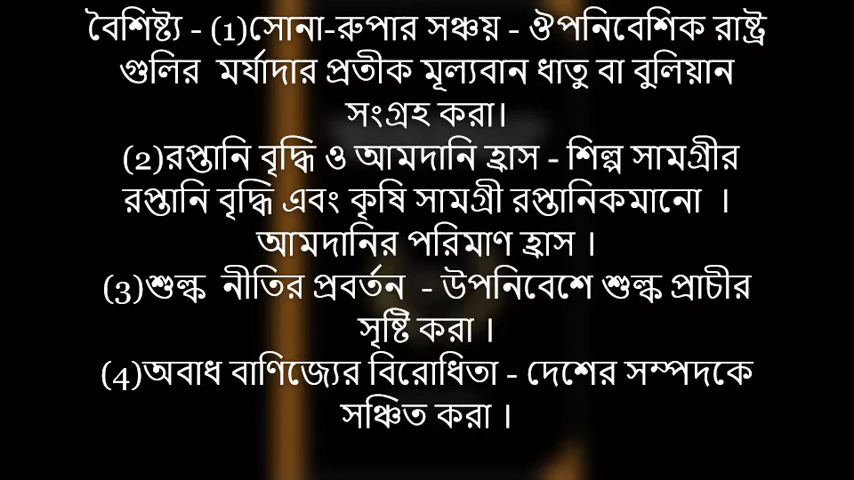 বৈশিষ্ট্য - (1)সোনা-রুপার সঞ্চয় - ঔপনিবেশিক রাষ্ট্র
গুলির মর্যাদার প্রতীক মূল্যবান ধাতু বা বুলিয়ান
সংগ্রহ করা।
(2)রপ্তানি বৃদ্ধি ও আমদানি হ্রাস - শিল্প সামগ্রীর
রপ্তানি বৃদ্ধি এবং কৃষি সামগ্রী রপ্তানিকমানো ।
আমদানির পরিমাণ হ্রাস ।
(3)শুল্ক নীতির প্রবর্তন - উপনিবেশে শুল্ক প্রাচীর
সৃষ্টি করা ।
(4)অবাধ বাণিজ্যের বিরোধিতা - দেশের সম্পদকে
সঞ্চিত করা ।